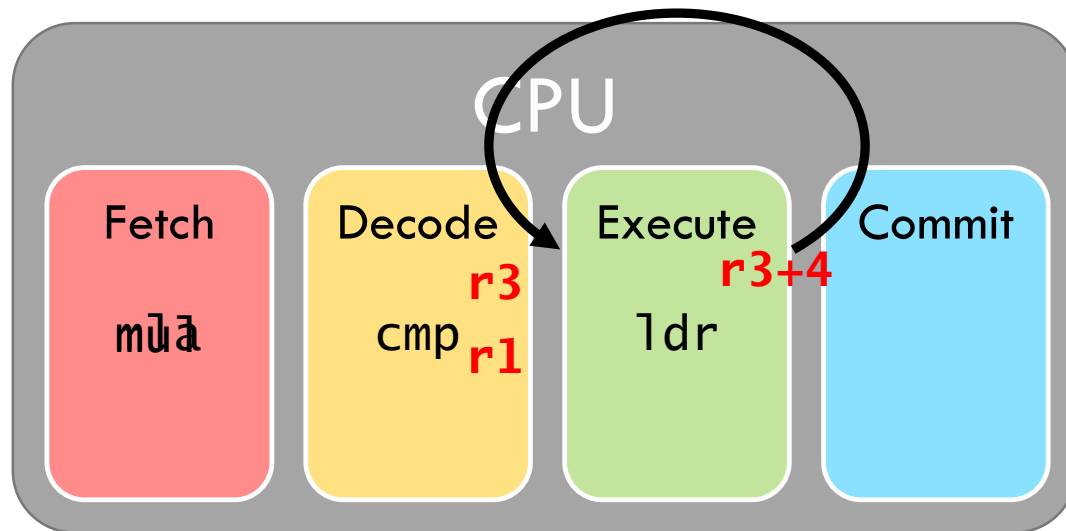 CPU
Fetch
Decode
Execute
Commit
r3
r3+4
cmp
ldr
r1